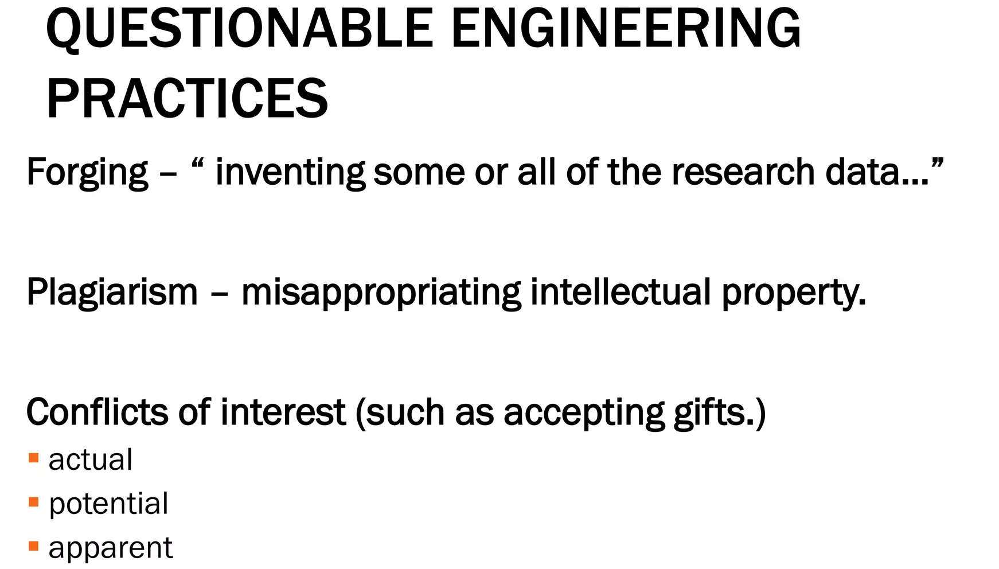 QUESTIONABLE ENGINEERING
PRACTICES
Forging – “ inventing some or all of the research data…”
Plagiarism – misappropriating intellectual property.
Conflicts of interest (such as accepting gifts.)
▪ actual
▪ potential
▪ apparent